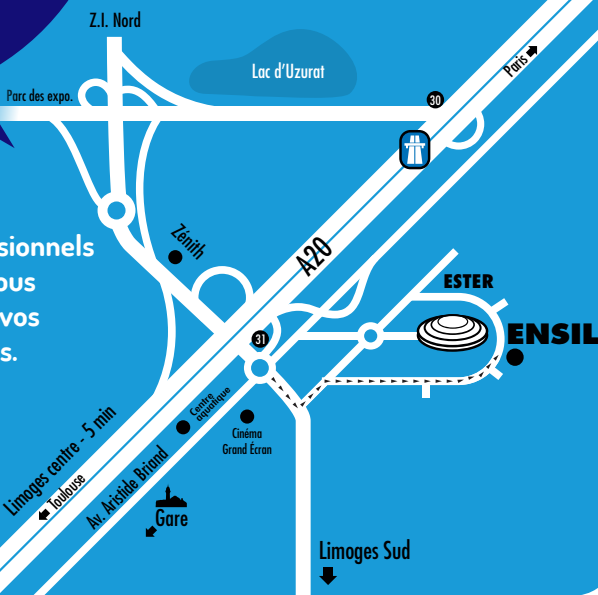 Z.I. Nord
Lac d'Uzurat
Paris
Parc des expo.
30
Zénith
A20
sionnels
ous
vos
s.
ESTER
ENSIL
31
Centre
aquatique
Cinéma
Grand Écran
Limoges centre - 5 min
Toulouse
Av. Aristide Briand
Gare
Limoges Sud